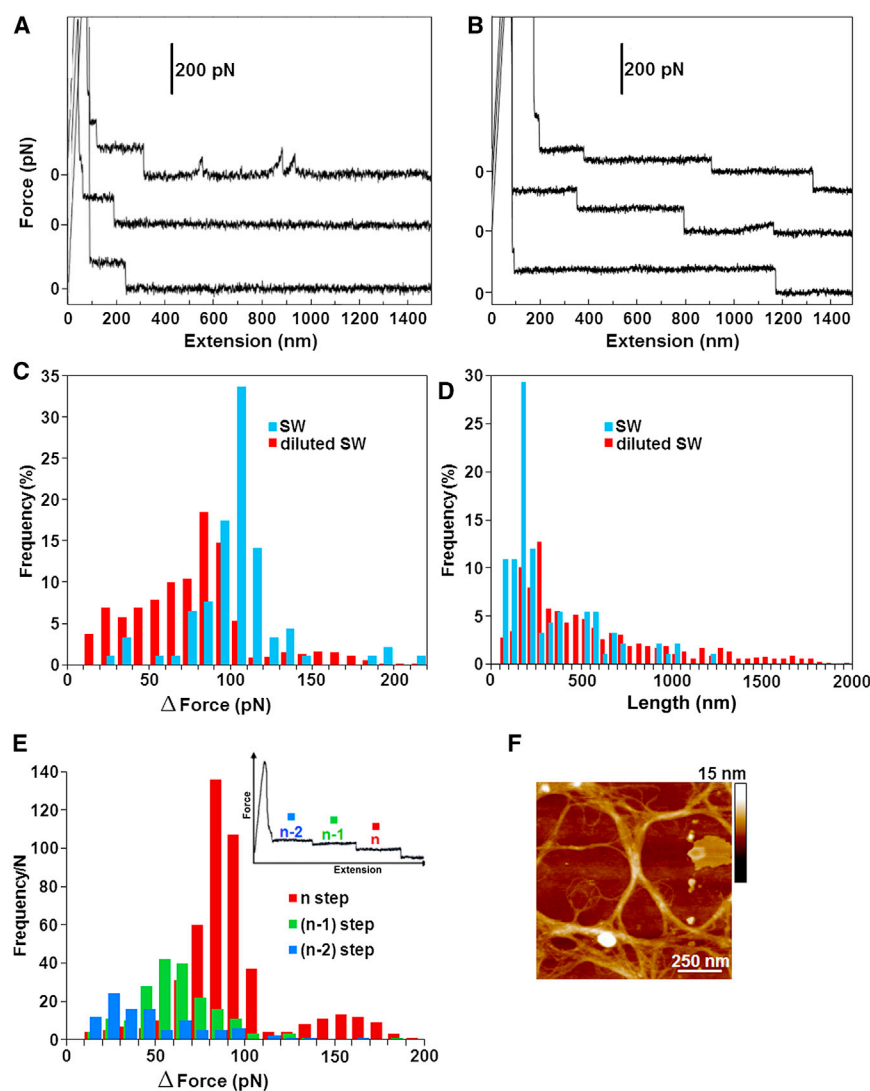 A
200 pN
Force (pN)
0
0
0
0 200 400 600 800 1000 1200 1400
Extension (nm)
B
200 pN
0
0
0
0 200 400 600 800 1000 1200 1400
Extension (nm)
C
35
30
25
20
15
10
5
0
Frequency(%)
SW
diluted SW
0 50 100 150
Δ Force (pN)
D
30
25
20
15
10
5
0
Frequency(%)
SW
diluted SW
0 500 1000 1500 2000
Length (nm)
E
140
120
100
80
60
40
20
0
Frequency/N
Force
n-2 n-1 n
Extension
n step
(n-1) step
(n-2) step
0 50 100 150 200
Δ Force (pN)
F
15 nm
250 nm